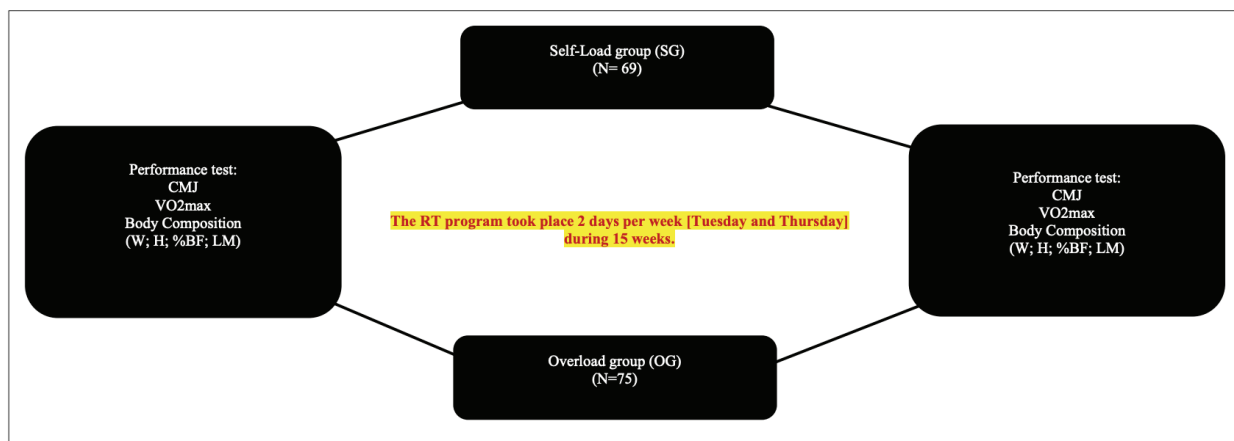 Self-Load group (SG)
(N= 69)
Performance test:
CMJ
VO2max
Body Composition
(W; H; %BF; LM)
The RT program took place 2 days per week [Tuesday and Thursday]
during 15 weeks.
Performance test:
CMJ
VO2max
Body Composition
(W; H; %BF; LM)
Overload group (OG)
(N=75)